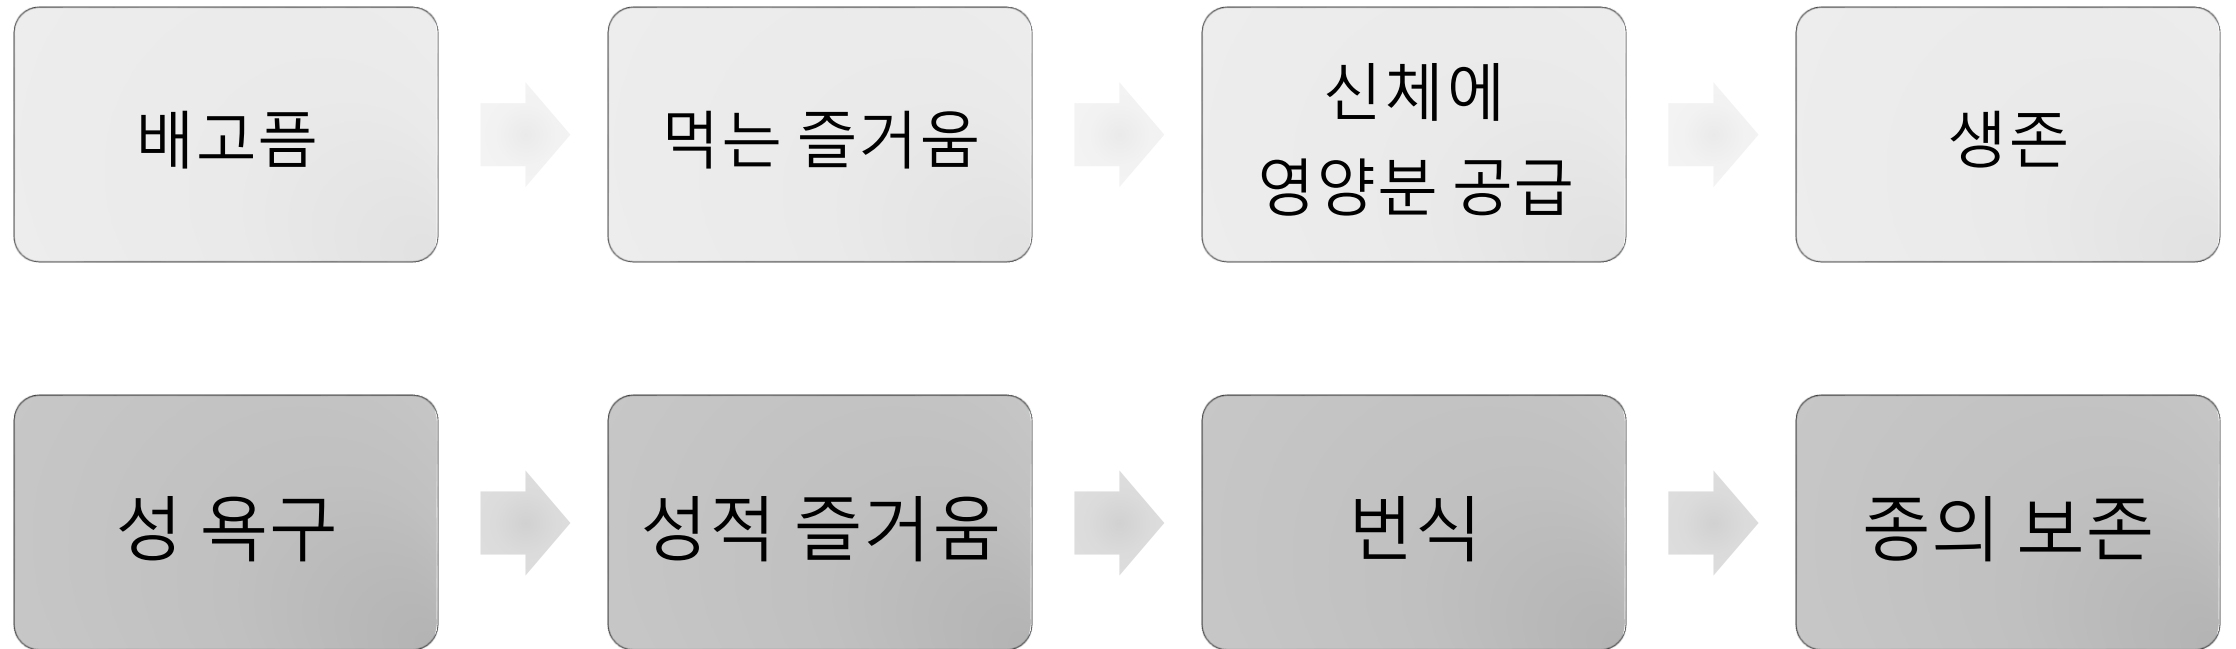 배고픔
먹는 즐거움
신체에
영양분 공급
생존
성 욕구
성적 즐거움
번식
종의 보존